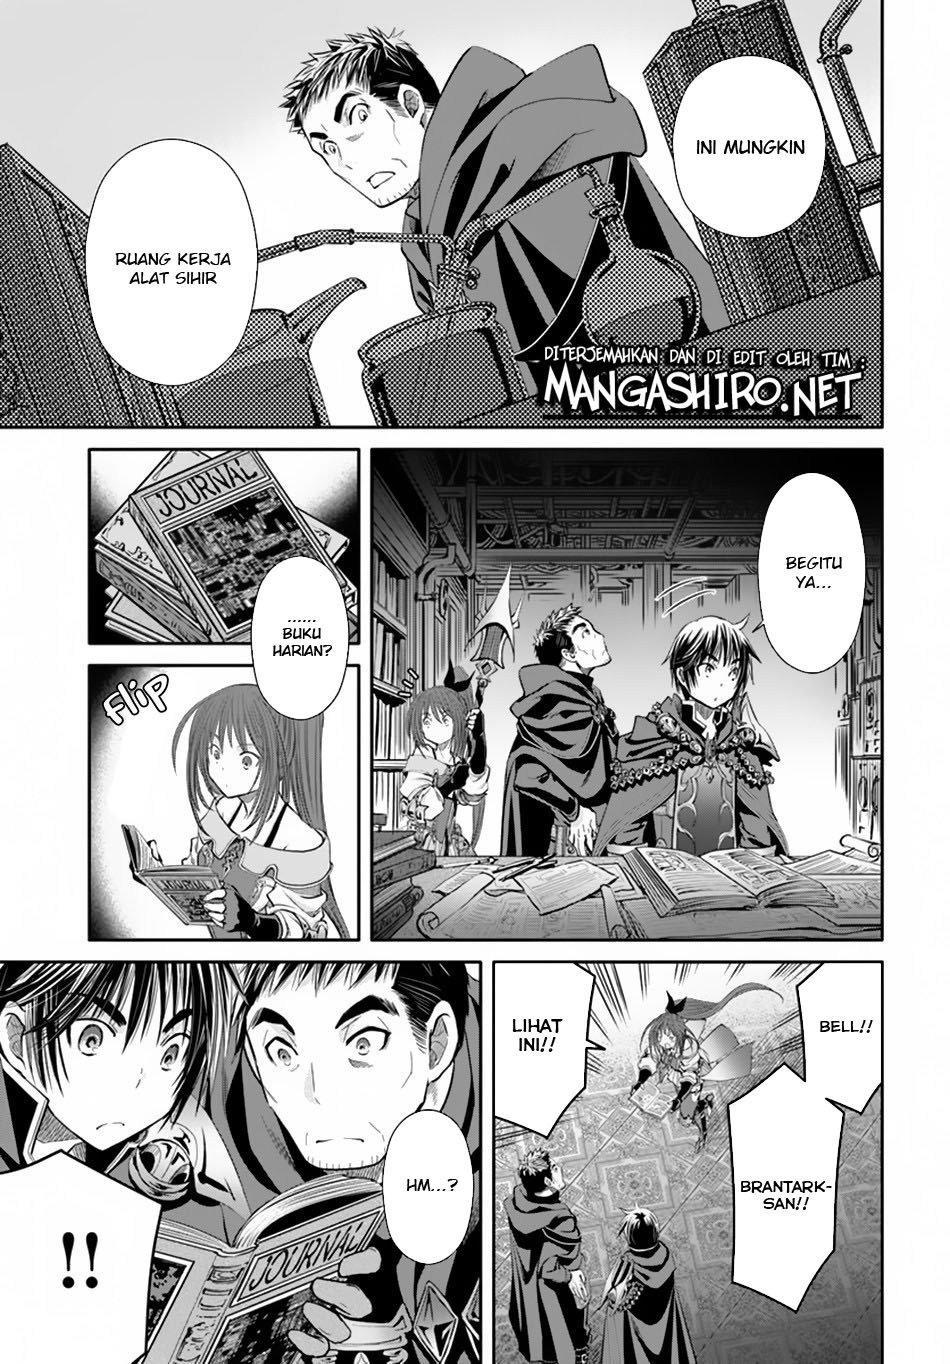 INI MUNGKIN
RUANG KERJA
ALAT SIHIR
DITERJEMAHKAN DAN DI EDIT OLEH TIM :
MANGASHIRO.NET
BEGITU
YA...
JOURNAL
......
BUKU
HARIAN?
FLIP
BELL!!
BRANTARK-
SAN!!
LIHAT
INI!!
HM...?
JOURNAL
!!